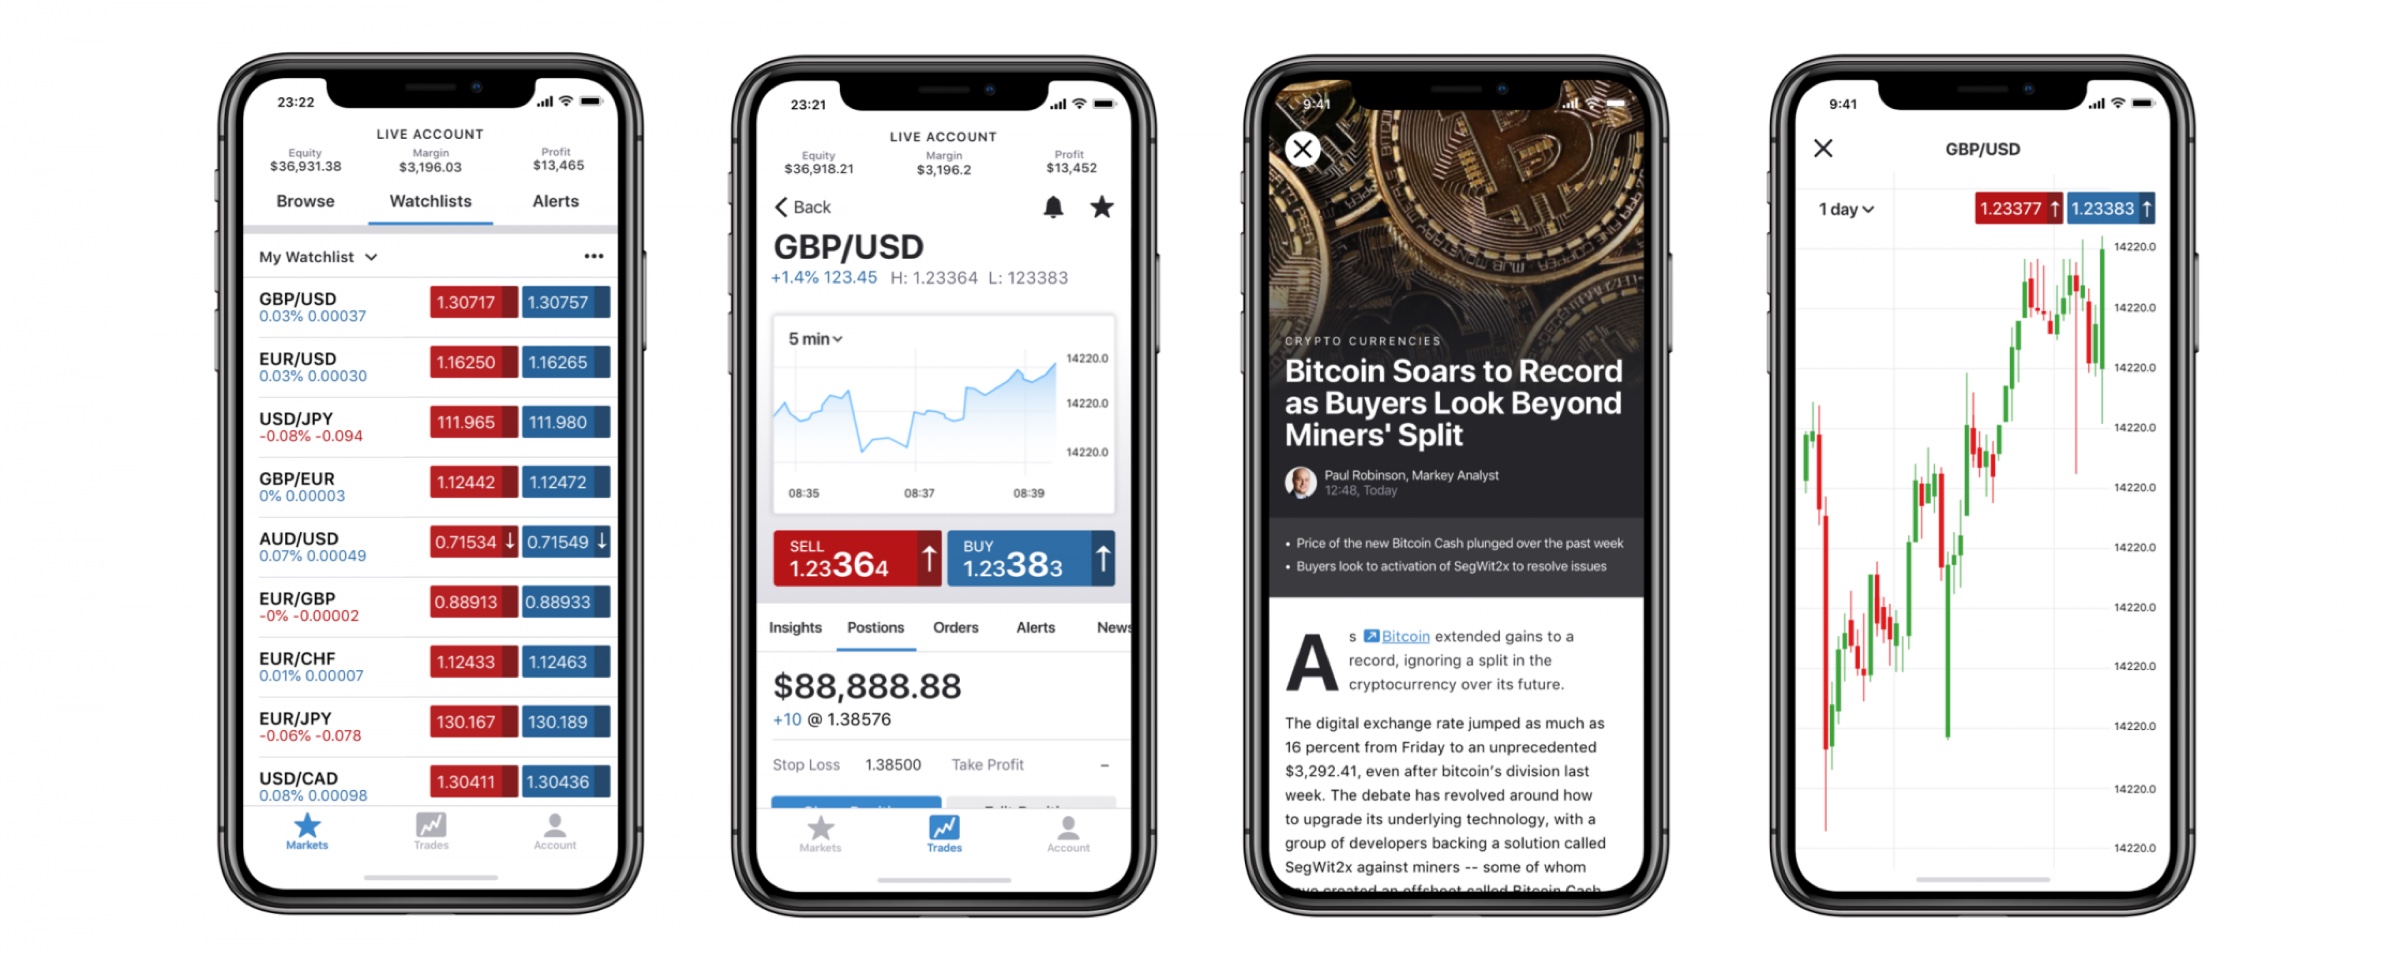 23:22
LIVE ACCOUNT
Equity Margin Profit
$36,931.38 $3,196.03 $13,465
Browse Watchlists Alerts
My Watchlist
GBP/USD 1.30717 1.30757
0.03% 0.00037
EUR/USD 1.16250 1.16265
0.03% 0.00030
USD/JPY 111.965 111.980
-0.08% -0.094
GBP/EUR 1.12442 1.12472
0% 0.00003
AUD/USD 0.71534 ↓ 0.71549 ↓
0.07% 0.00049
EUR/GBP 0.88913 0.88933
-0% -0.00002
EUR/CHF 1.12433 1.12463
0.01% 0.00007
EUR/JPY 130.167 130.189
-0.06% -0.078
USD/CAD 1.30411 1.30436
0.08% 0.00098
Markets Trades Account
23:21
LIVE ACCOUNT
Equity Margin Profit
$36,918.21 $3,196.2 $13,452
Back
GBP/USD
+1.4% 123.45 H: 1.23364 L: 123383
5 min
14220.0
14220.0
14220.0
08:35 08:37 08:39
SELL BUY
1.23364 ↑ 1.23383 ↑
Insights Postions Orders Alerts News
$88,888.88
+10 @ 1.38576
Stop Loss 1.38500 Take Profit –
Markets Trades Account
9:41
CRYPTO CURRENCIES
Bitcoin Soars to Record
as Buyers Look Beyond
Miners' Split
Paul Robinson, Markey Analyst
12:48, Today
• Price of the new Bitcoin Cash plunged over the past week
• Buyers look to activation of SegWit2x to resolve issues
As Bitcoin extended gains to a
record, ignoring a split in the
cryptocurrency over its future.
The digital exchange rate jumped as much as
16 percent from Friday to an unprecedented
$3,292.41, even after bitcoin's division last
week. The debate has revolved around how
to upgrade its underlying technology, with a
group of developers backing a solution called
SegWit2x against miners -- some of whom
have created an offshoot called Bitcoin Cash
9:41
GBP/USD
1 day 1.23377 ↑ 1.23383 ↑
14220.0
14220.0
14220.0
14220.0
14220.0
14220.0
14220.0
14220.0
14220.0
14220.0
14220.0